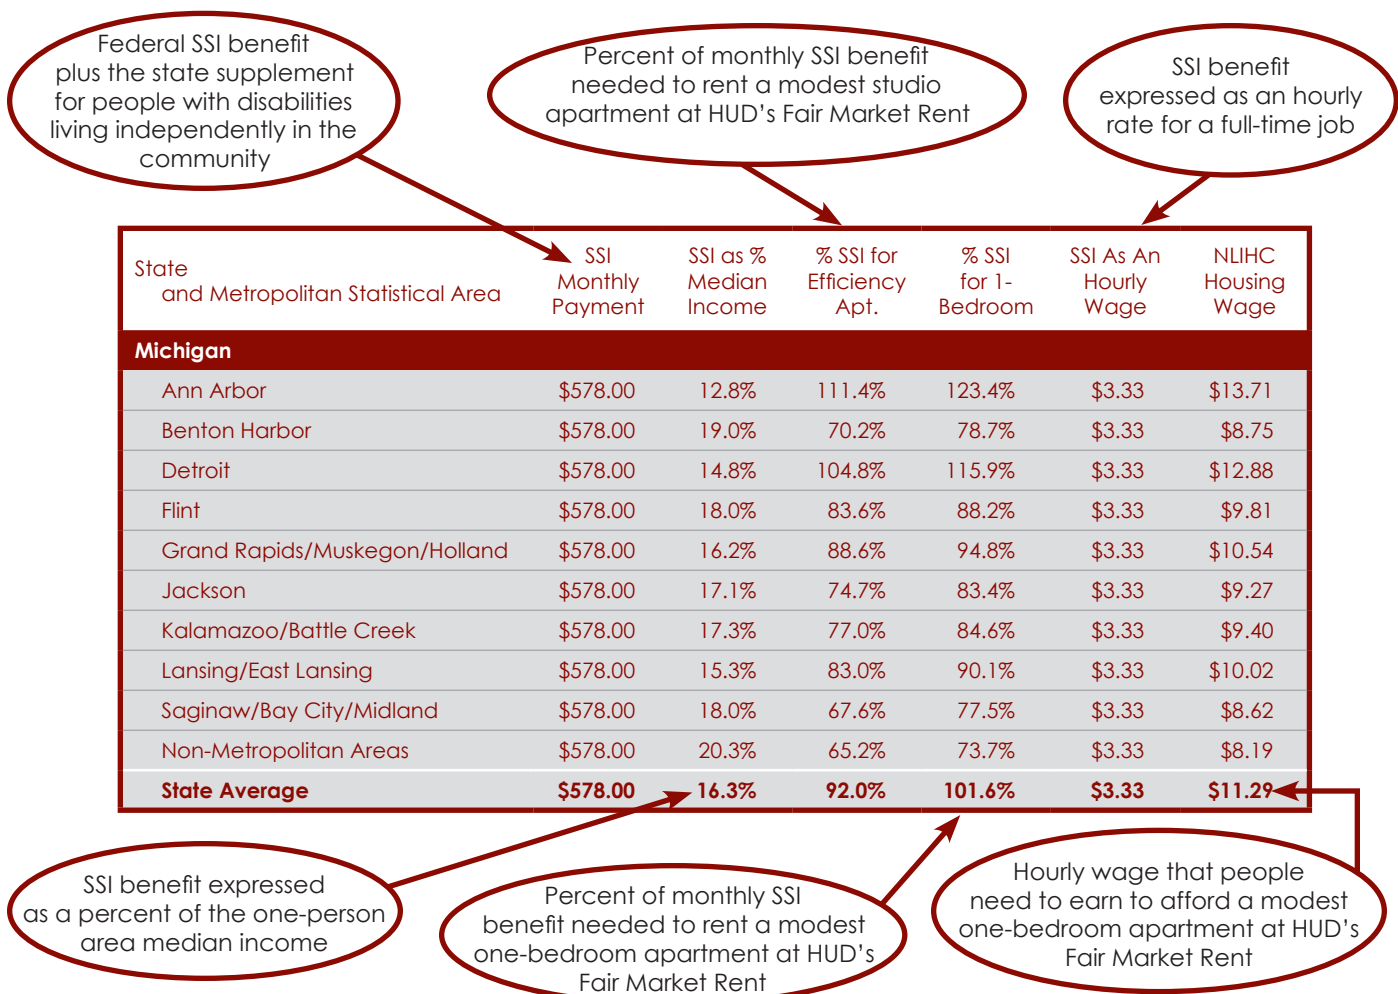 Federal SSI benefit
plus the state supplement
for people with disabilities
living independently in the
community
Percent of monthly SSI benefit
needed to rent a modest studio
apartment at HUD's Fair Market Rent
SSI benefit
expressed as an hourly
rate for a full-time job
State
and Metropolitan Statistical Area
SSI
Monthly
Payment
SSI as %
Median
Income
% SSI for
Efficiency
Apt.
% SSI
for 1-
Bedroom
SSI As An
Hourly
Wage
NLIHC
Housing
Wage
Michigan
Ann Arbor $578.00 12.8% 111.4% 123.4% $3.33 $13.71
Benton Harbor $578.00 19.0% 70.2% 78.7% $3.33 $8.75
Detroit $578.00 14.8% 104.8% 115.9% $3.33 $12.88
Flint $578.00 18.0% 83.6% 88.2% $3.33 $9.81
Grand Rapids/Muskegon/Holland $578.00 16.2% 88.6% 94.8% $3.33 $10.54
Jackson $578.00 17.1% 74.7% 83.4% $3.33 $9.27
Kalamazoo/Battle Creek $578.00 17.3% 77.0% 84.6% $3.33 $9.40
Lansing/East Lansing $578.00 15.3% 83.0% 90.1% $3.33 $10.02
Saginaw/Bay City/Midland $578.00 18.0% 67.6% 77.5% $3.33 $8.62
Non-Metropolitan Areas $578.00 20.3% 65.2% 73.7% $3.33 $8.19
State Average $578.00 16.3% 92.0% 101.6% $3.33 $11.29
SSI benefit expressed
as a percent of the one-person
area median income
Percent of monthly SSI
benefit needed to rent a modest
one-bedroom apartment at HUD's
Fair Market Rent
Hourly wage that people
need to earn to afford a modest
one-bedroom apartment at HUD's
Fair Market Rent